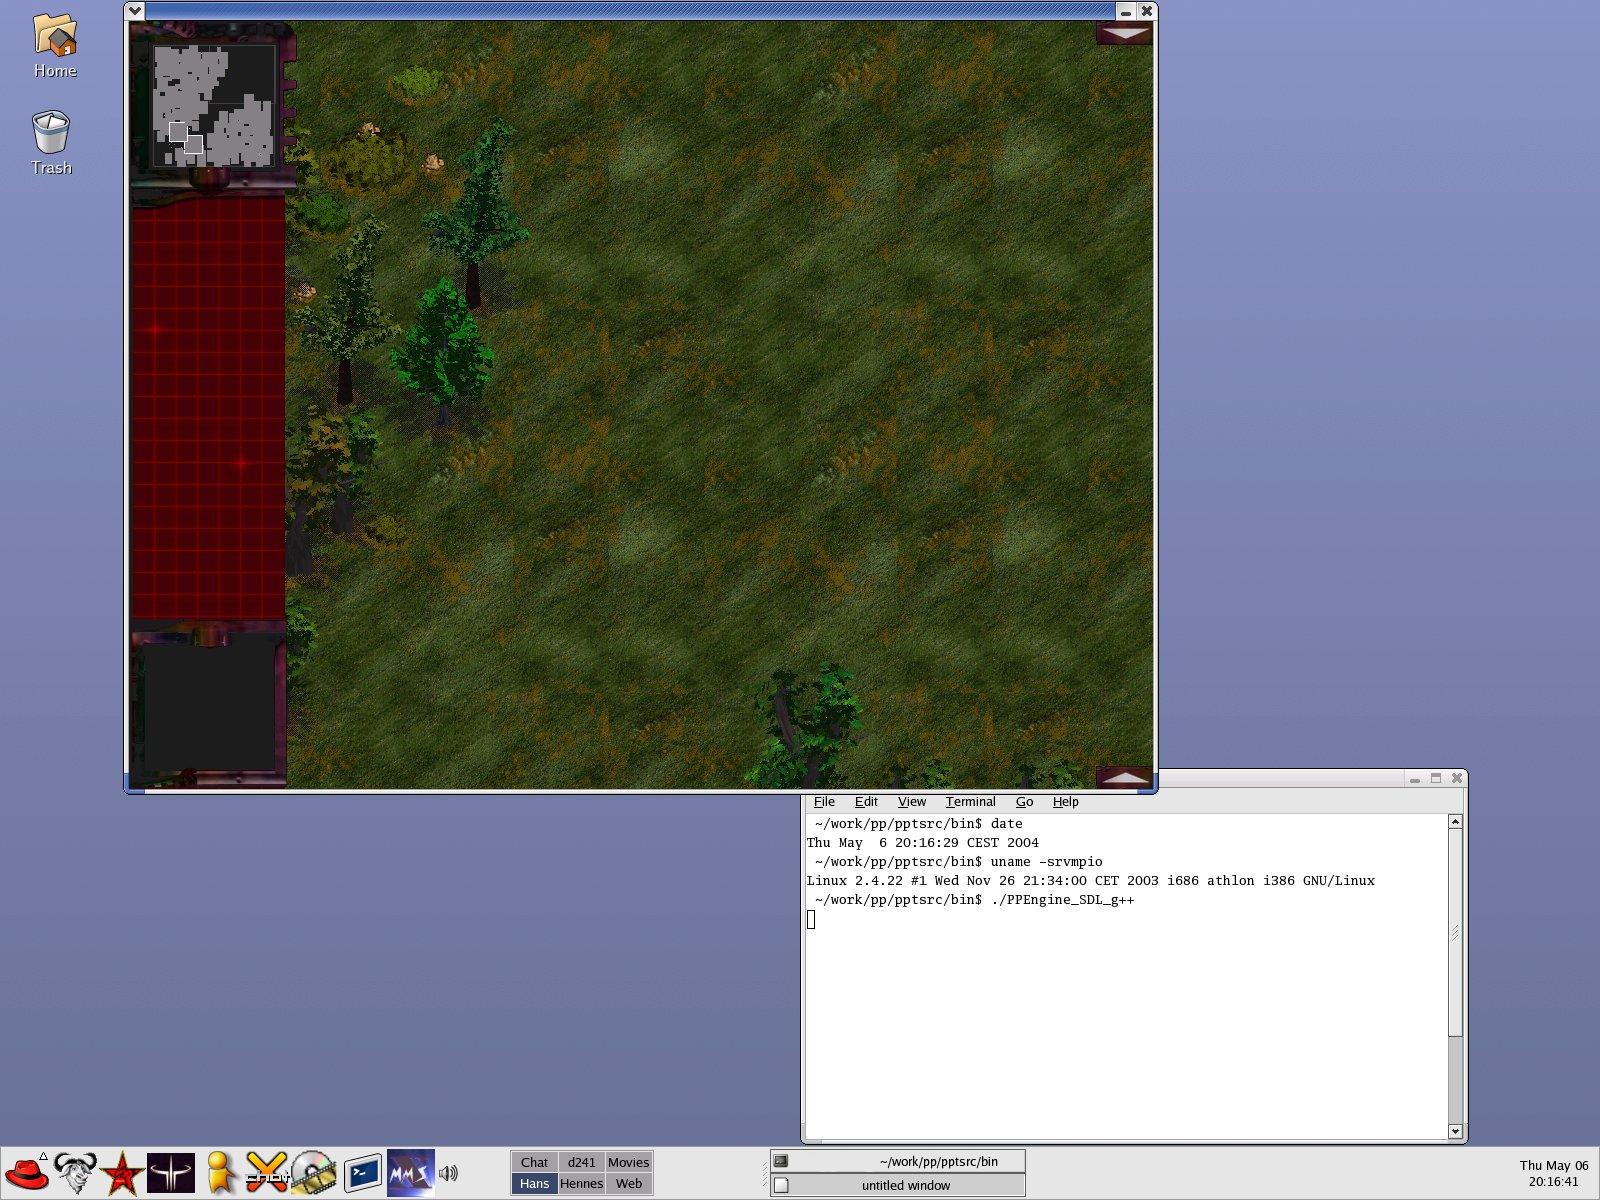 Home
Trash
File Edit View Terminal Go Help
~/work/pp/pptsrc/bin$ date
Thu May  6 20:16:29 CEST 2004
~/work/pp/pptsrc/bin$ uname -srvmpio
Linux 2.4.22 #1 Wed Nov 26 21:34:00 CET 2003 i686 athlon i386 GNU/Linux
~/work/pp/pptsrc/bin$ ./PPEngine_SDL_g++
MMS
Chat d241 Movies
Hans Hennes Web
~/work/pp/pptsrc/bin
untitled window
Thu May 06
20:16:41